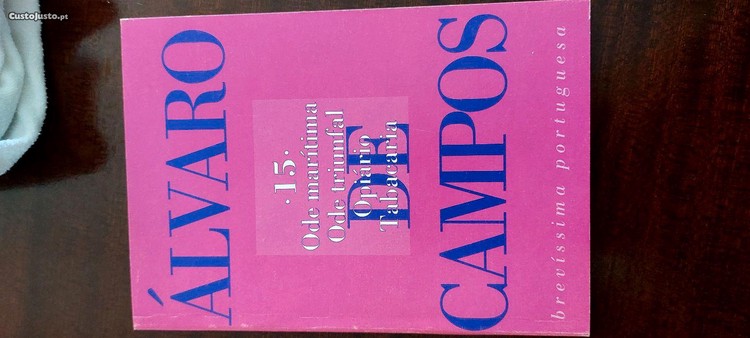 CustoJusto.pt
ÁLVARO
DE
CAMPOS
·15·
Ode marítima
Ode triunfal
Opiário
Tabacaria
brevíssima portuguesa